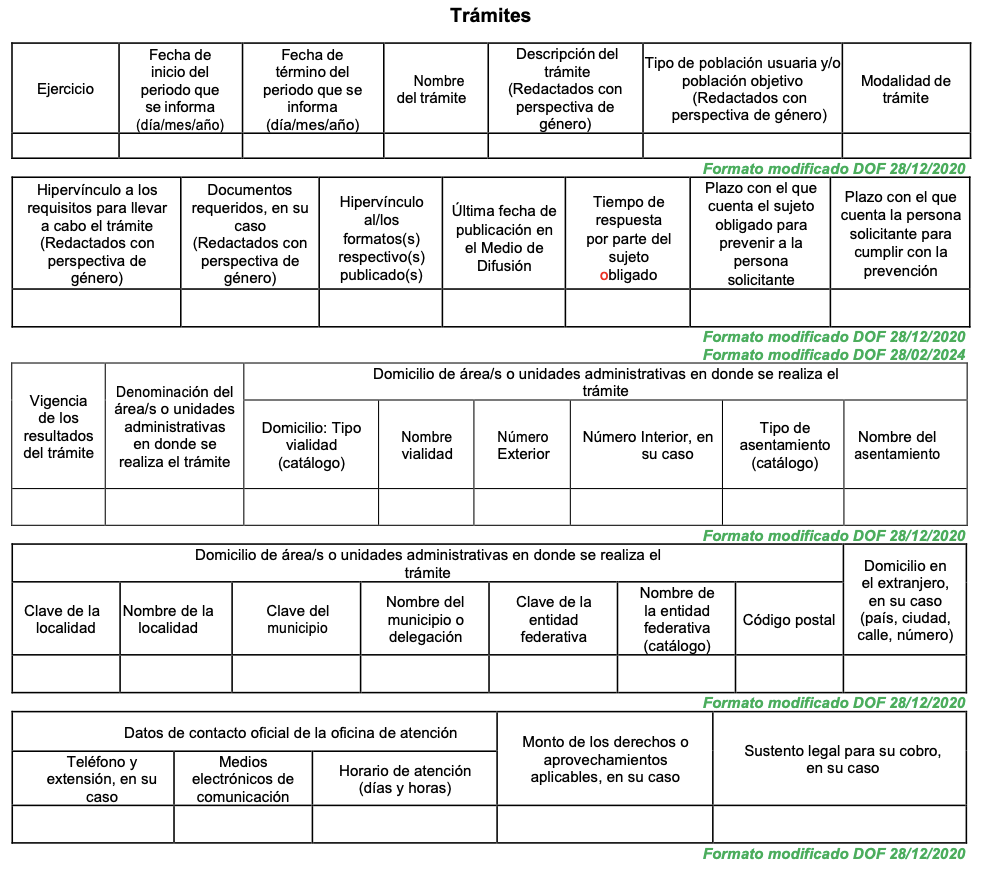 Trámites
Ejercicio
Fecha de
inicio del
periodo que
se informa
(día/mes/año)
Fecha de
término del
periodo que se
informa
(día/mes/año)
Nombre
del trámite
Descripción del
trámite
(Redactados con
perspectiva de
género)
Tipo de población usuaria y/o
población objetivo
(Redactados con
perspectiva de género)
Modalidad de
trámite
Formato modificado DOF 28/12/2020
Hipervínculo a los
requisitos para llevar
a cabo el trámite
(Redactados con
perspectiva de
género)
Documentos
requeridos, en su
caso
(Redactados con
perspectiva de
género)
Hipervínculo
al/los
formatos(s)
respectivo(s)
publicado(s)
Última fecha de
publicación en
el Medio de
Difusión
Tiempo de
respuesta
por parte del
sujeto
obligado
Plazo con el que
cuenta el sujeto
obligado para
prevenir a la
persona
solicitante
Plazo con el que
cuenta la persona
solicitante para
cumplir con la
prevención
Formato modificado DOF 28/12/2020
Formato modificado DOF 28/02/2024
Vigencia
de los
resultados
del trámite
Denominación del
área/s o unidades
administrativas
en donde se
realiza el trámite
Domicilio de área/s o unidades administrativas en donde se realiza el
trámite
Domicilio: Tipo
vialidad
(catálogo)
Nombre
vialidad
Número
Exterior
Número Interior, en
su caso
Tipo de
asentamiento
(catálogo)
Nombre del
asentamiento
Formato modificado DOF 28/12/2020
Domicilio de área/s o unidades administrativas en donde se realiza el
trámite
Domicilio en
el extranjero,
en su caso
(país, ciudad,
calle, número)
Clave de la
localidad
Nombre de la
localidad
Clave del
municipio
Nombre del
municipio o
delegación
Clave de la
entidad
federativa
Nombre de
la entidad
federativa
(catálogo)
Código postal
Formato modificado DOF 28/12/2020
Datos de contacto oficial de la oficina de atención
Teléfono y
extensión, en su
caso
Medios
electrónicos de
comunicación
Horario de atención
(días y horas)
Monto de los derechos o
aprovechamientos
aplicables, en su caso
Sustento legal para su cobro,
en su caso
Formato modificado DOF 28/12/2020